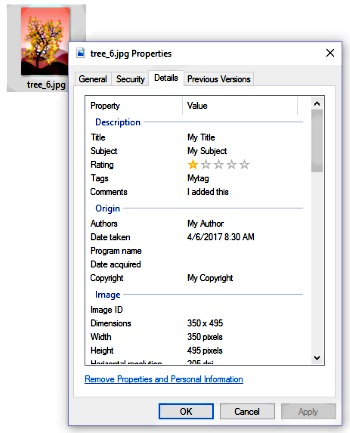 tree_6.jpg
tree_6.jpg Properties
General Security Details Previous Versions
Property Value
Description
Title My Title
Subject My Subject
Rating
Tags Mytag
Comments I added this
Origin
Authors My Author
Date taken 4/6/2017 8:30 AM
Program name
Date acquired
Copyright My Copyright
Image
Image ID
Dimensions 350 x 495
Width 350 pixels
Height 495 pixels
Horizontal resolution
Remove Properties and Personal Information
OK Cancel Apply